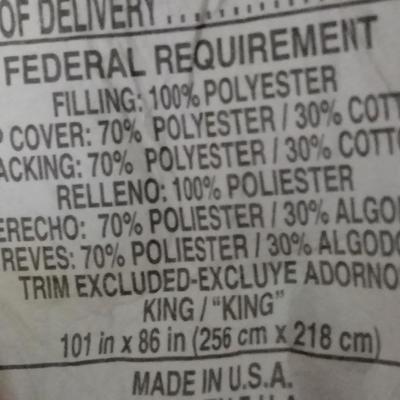 OF DELIVERY ............
FEDERAL REQUIREMENT
FILLING: 100% POLYESTER
P COVER: 70% POLYESTER / 30% COTT
ACKING: 70% POLYESTER / 30% COTTO
RELLENO: 100% POLIESTER
ERECHO: 70% POLIESTER / 30% ALGO
REVES: 70% POLIESTER / 30% ALGODO
TRIM EXCLUDED-EXCLUYE ADORNO
KING / "KING"
101 in x 86 in (256 cm x 218 cm)
MADE IN U.S.A.